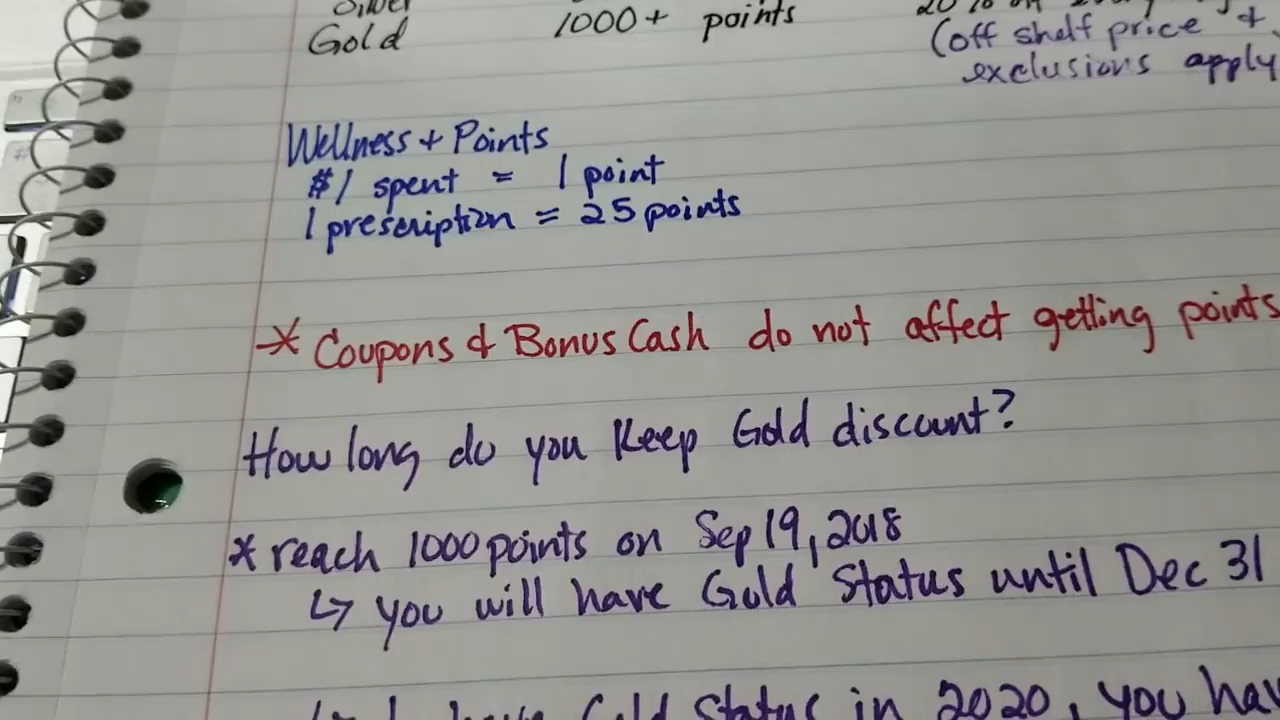 Silver
Gold 1000+ points (off shelf price &
exclusions apply
Wellness + Points
$1 spent = 1 point
1 prescription = 25 points
* Coupons & Bonus Cash do not affect getting points
How long do you keep Gold discount?
* reach 1000 points on Sep 19, 2018
↳ you will have Gold Status until Dec 31
Gold Status in 2020, you